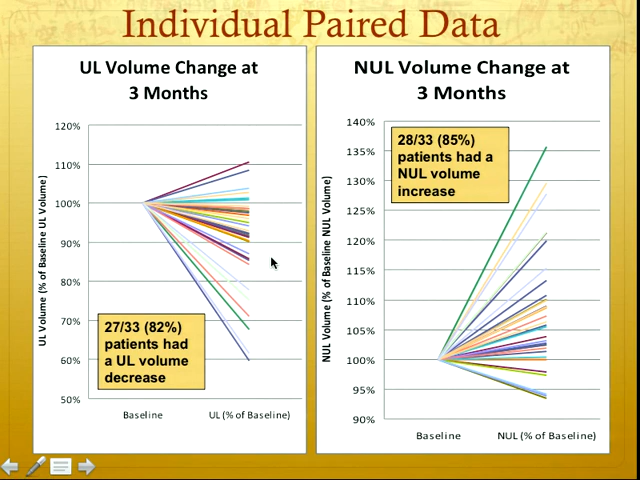 Individual Paired Data
UL Volume Change at
3 Months
UL Volume (% of Baseline UL Volume)
120%
110%
100%
90%
80%
70%
60%
50%
27/33 (82%)
patients had
a UL volume
decrease
Baseline
UL (% of Baseline)
NUL Volume Change at
3 Months
NUL Volume (% of Baseline NUL Volume)
140%
135%
130%
125%
120%
115%
110%
105%
100%
95%
90%
28/33 (85%)
patients had a
NUL volume
increase
Baseline
NUL (% of Baseline)